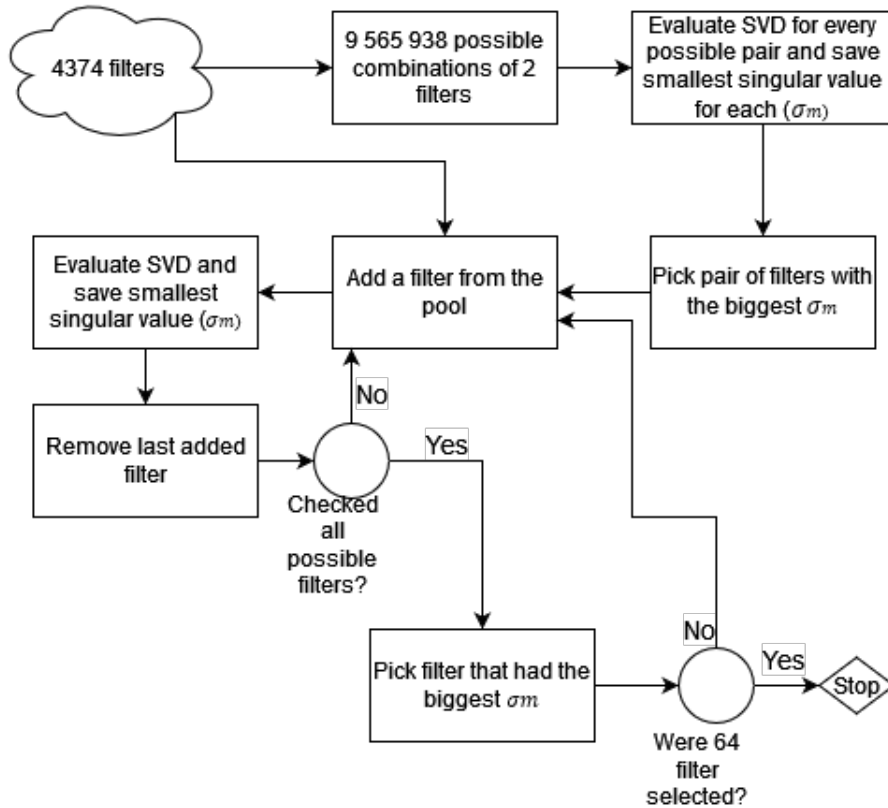 4374 filters
9 565 938 possible
combinations of 2
filters
Evaluate SVD for every
possible pair and save
smallest singular value
for each (σm)
Evaluate SVD and
save smallest
singular value (σm)
Add a filter from the
pool
Pick pair of filters with
the biggest σm
No
Remove last added
filter
Yes
Checked
all
possible
filters?
Pick filter that had the
biggest σm
No
Yes
Stop
Were 64
filter
selected?